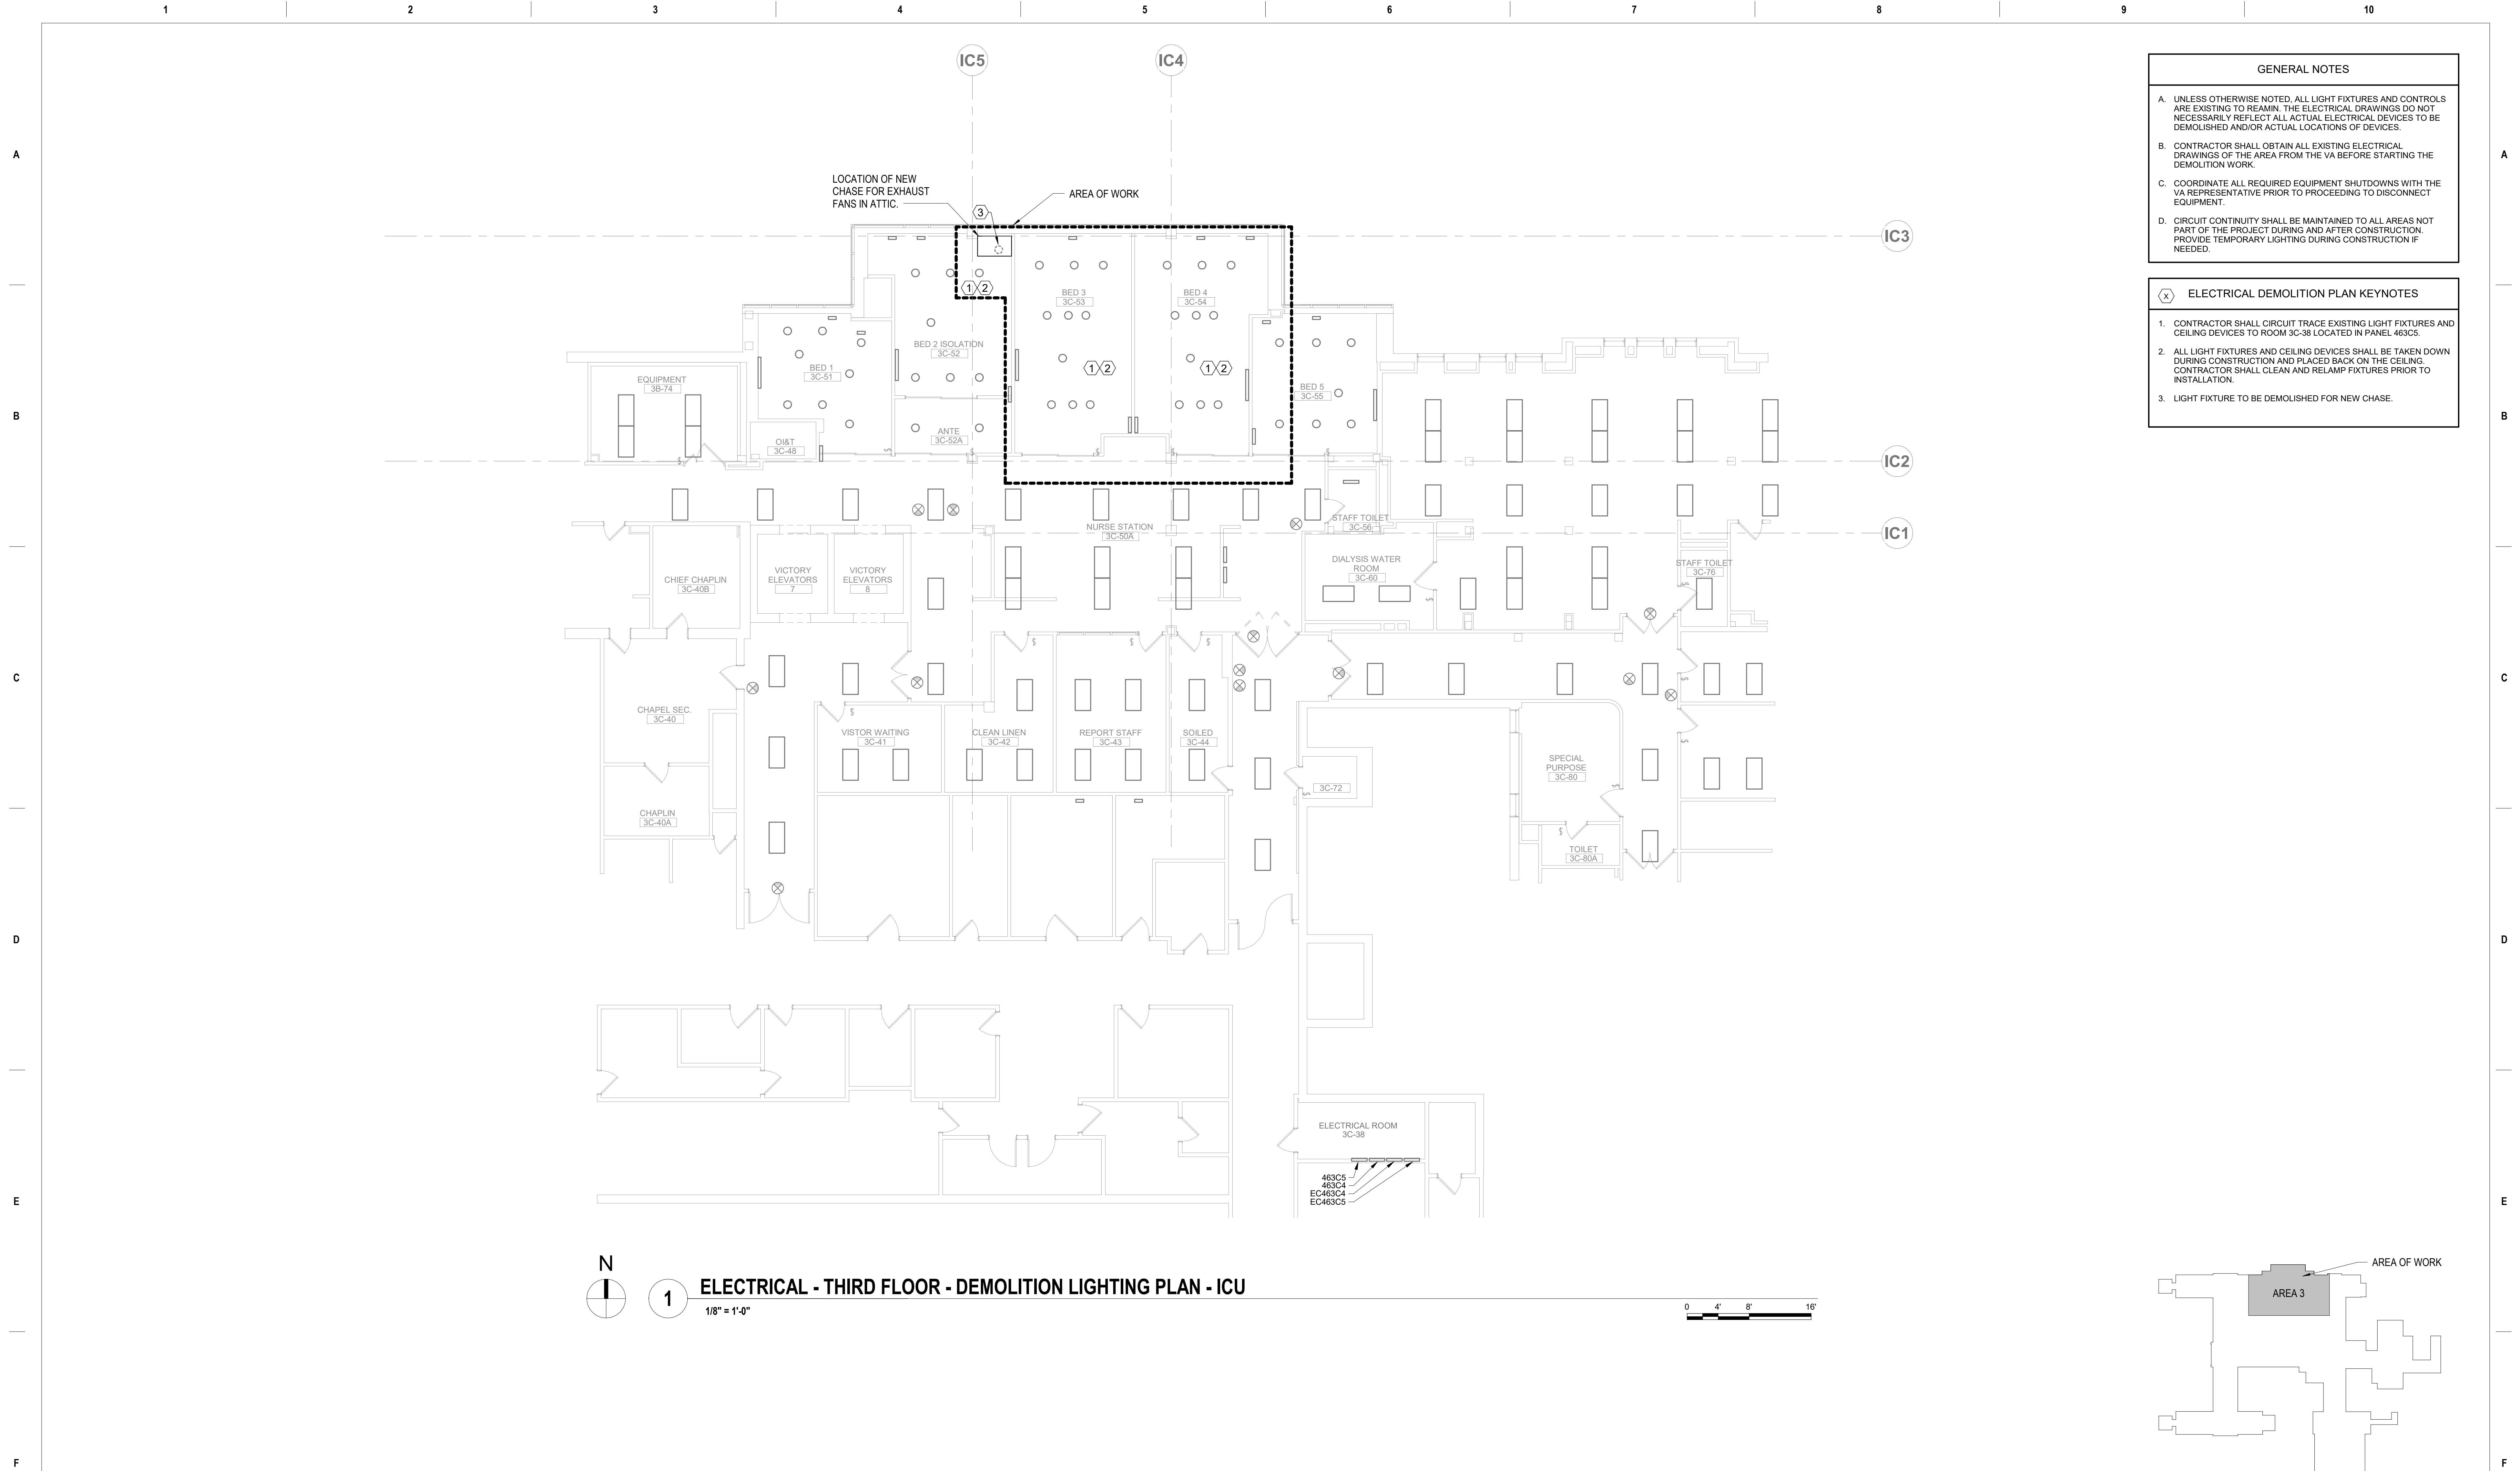 1 2 3 4 5 6 7 8 9 10
IC5
IC4
GENERAL NOTES
A. UNLESS OTHERWISE NOTED, ALL LIGHT FIXTURES AND CONTROLS
ARE EXISTING TO REAMIN. THE ELECTRICAL DRAWINGS DO NOT
NECESSARILY REFLECT ALL ACTUAL ELECTRICAL DEVICES TO BE
DEMOLISHED AND/OR ACTUAL LOCATIONS OF DEVICES.
B. CONTRACTOR SHALL OBTAIN ALL EXISTING ELECTRICAL
DRAWINGS OF THE AREA FROM THE VA BEFORE STARTING THE
DEMOLITION WORK.
C. COORDINATE ALL REQUIRED EQUIPMENT SHUTDOWNS WITH THE
VA REPRESENTATIVE PRIOR TO PROCEEDING TO DISCONNECT
EQUIPMENT.
D. CIRCUIT CONTINUITY SHALL BE MAINTAINED TO ALL AREAS NOT
PART OF THE PROJECT DURING AND AFTER CONSTRUCTION.
PROVIDE TEMPORARY LIGHTING DURING CONSTRUCTION IF
NEEDED.
X ELECTRICAL DEMOLITION PLAN KEYNOTES
1. CONTRACTOR SHALL CIRCUIT TRACE EXISTING LIGHT FIXTURES AND
CEILING DEVICES TO ROOM 3C-38 LOCATED IN PANEL 463C5.
2. ALL LIGHT FIXTURES AND CEILING DEVICES SHALL BE TAKEN DOWN
DURING CONSTRUCTION AND PLACED BACK ON THE CEILING.
CONTRACTOR SHALL CLEAN AND RELAMP FIXTURES PRIOR TO
INSTALLATION.
3. LIGHT FIXTURE TO BE DEMOLISHED FOR NEW CHASE.
A
A
LOCATION OF NEW
CHASE FOR EXHAUST
FANS IN ATTIC.
3
AREA OF WORK
IC3
1 2
BED 3
3C-53
BED 4
3C-54
BED 2 ISOLATION
3C-52
BED 1
3C-51
1 2
1 2
EQUIPMENT
3B-74
BED 5
3C-55
B
B
ANTE
3C-52A
OI&T
3C-48
IC2
NURSE STATION
3C-50A
STAFF TOILET
3C-56
IC1
DIALYSIS WATER
ROOM
3C-60
STAFF TOILET
3C-76
CHIEF CHAPLIN
3C-40B
VICTORY
ELEVATORS
7
VICTORY
ELEVATORS
8
C
C
CHAPEL SEC.
3C-40
VISTOR WAITING
3C-41
CLEAN LINEN
3C-42
REPORT STAFF
3C-43
SOILED
3C-44
SPECIAL
PURPOSE
3C-80
3C-72
CHAPLIN
3C-40A
TOILET
3C-80A
D
D
ELECTRICAL ROOM
3C-38
463C5
463C4
EC463C4
EC463C5
E
E
N
1
ELECTRICAL - THIRD FLOOR - DEMOLITION LIGHTING PLAN - ICU
1/8" = 1'-0"
0 4' 8' 16'
AREA OF WORK
AREA 3
F
F